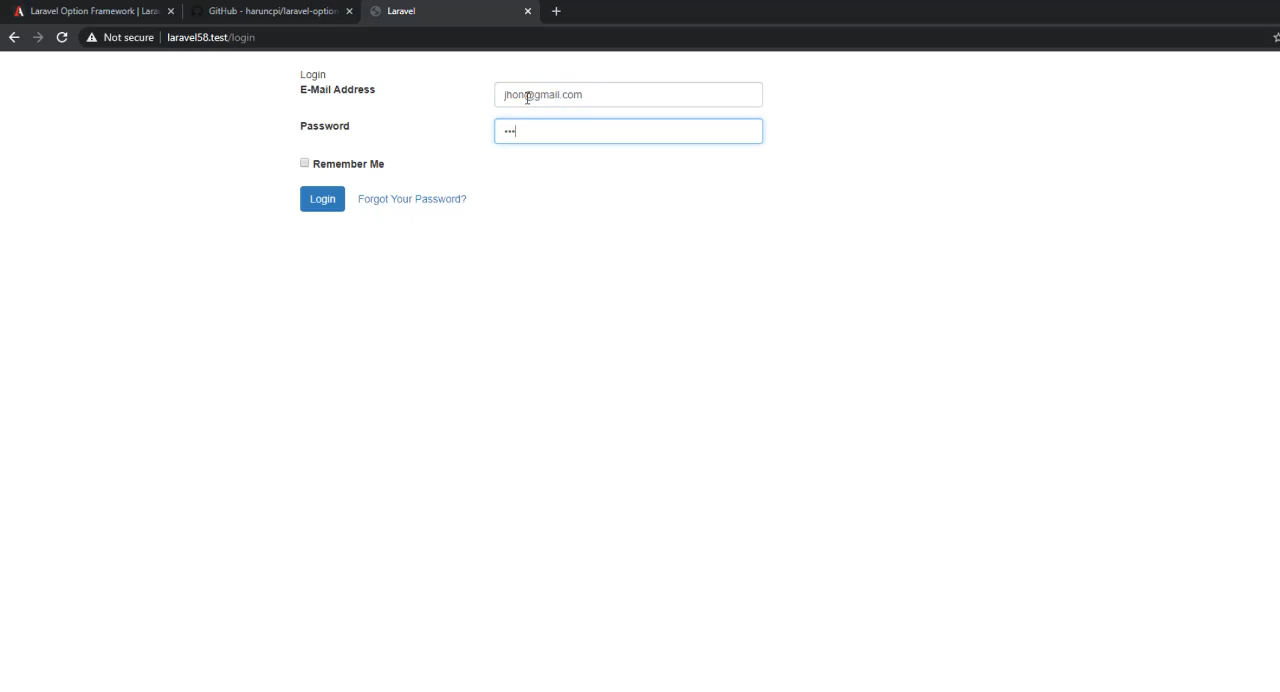 Laravel Option Framework | Lara
GitHub - haruncpi/laravel-option
Laravel
Not secure | laravel58.test/login
Login
E-Mail Address
jhon@gmail.com
Password
•••
Remember Me
Login
Forgot Your Password?